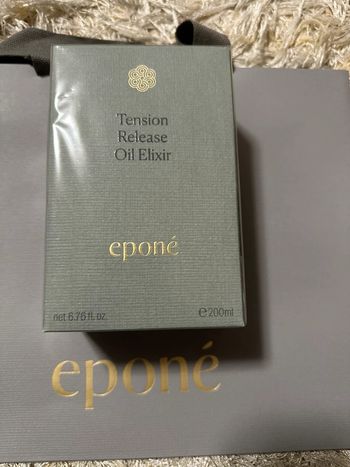 Tension
Release
Oil Elixir
eponé
net 6.76 fl. oz. ℮200ml
eponé